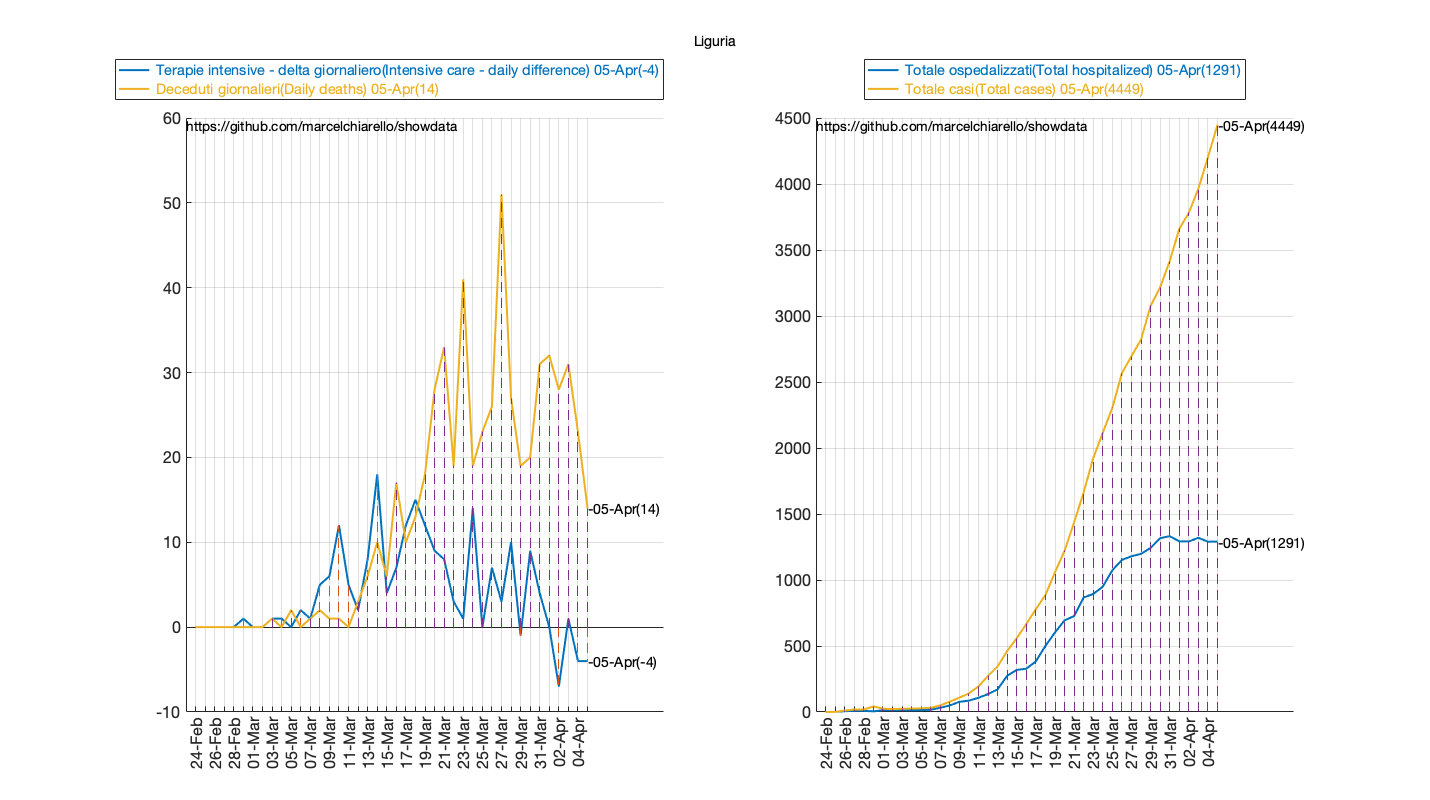 Liguria
Terapie intensive - delta giornaliero(Intensive care - daily difference) 05-Apr(-4)
Deceduti giornalieri(Daily deaths) 05-Apr(14)
https://github.com/marcelchiarello/showdata
60
50
40
30
20
10
0
-10
-05-Apr(14)
-05-Apr(-4)
24-Feb
26-Feb
28-Feb
01-Mar
03-Mar
05-Mar
07-Mar
09-Mar
11-Mar
13-Mar
15-Mar
17-Mar
19-Mar
21-Mar
23-Mar
25-Mar
27-Mar
29-Mar
31-Mar
02-Apr
04-Apr
Totale ospedalizzati(Total hospitalized) 05-Apr(1291)
Totale casi(Total cases) 05-Apr(4449)
https://github.com/marcelchiarello/showdata
4500
4000
3500
3000
2500
2000
1500
1000
500
0
-05-Apr(4449)
-05-Apr(1291)
24-Feb
26-Feb
28-Feb
01-Mar
03-Mar
05-Mar
07-Mar
09-Mar
11-Mar
13-Mar
15-Mar
17-Mar
19-Mar
21-Mar
23-Mar
25-Mar
27-Mar
29-Mar
31-Mar
02-Apr
04-Apr